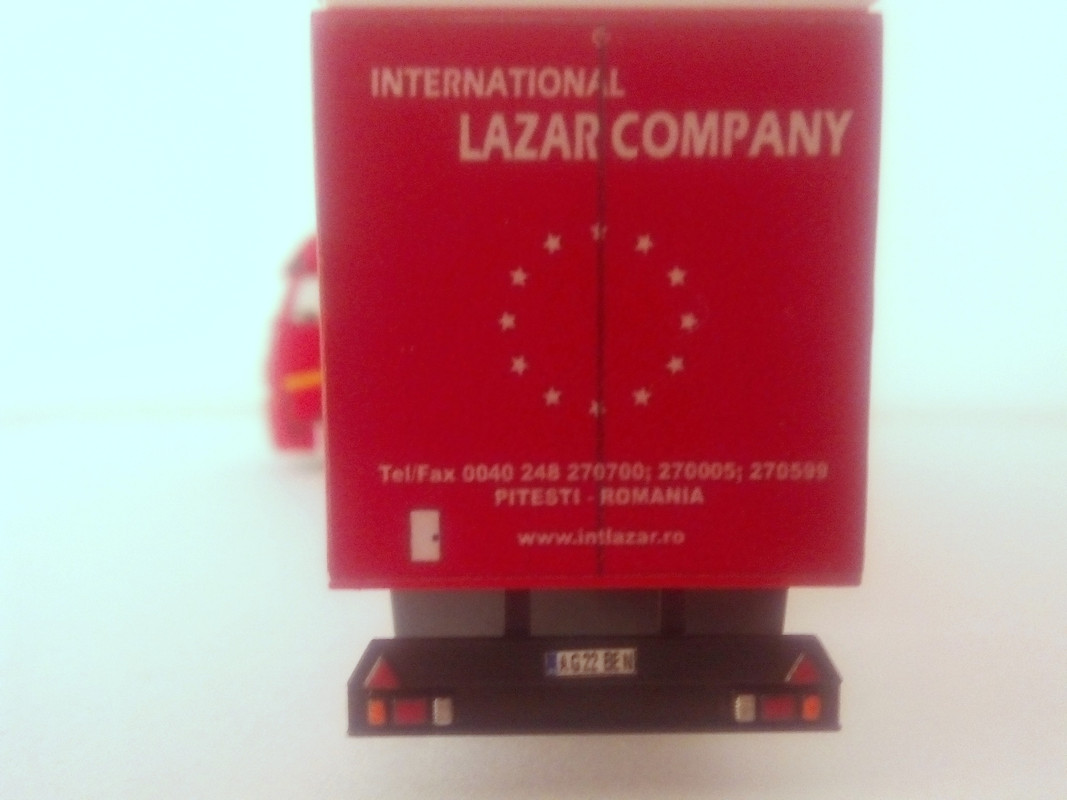 INTERNATIONAL
LAZAR COMPANY
Tel/Fax 0040 248 270700; 270005; 270599
PITESTI - ROMANIA
www.intlazar.ro
AG 22 BEN